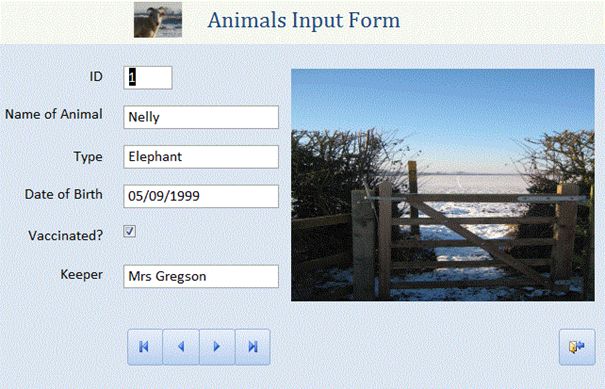 Animals Input Form
ID 1
Name of Animal Nelly
Type Elephant
Date of Birth 05/09/1999
Vaccinated?
Keeper Mrs Gregson